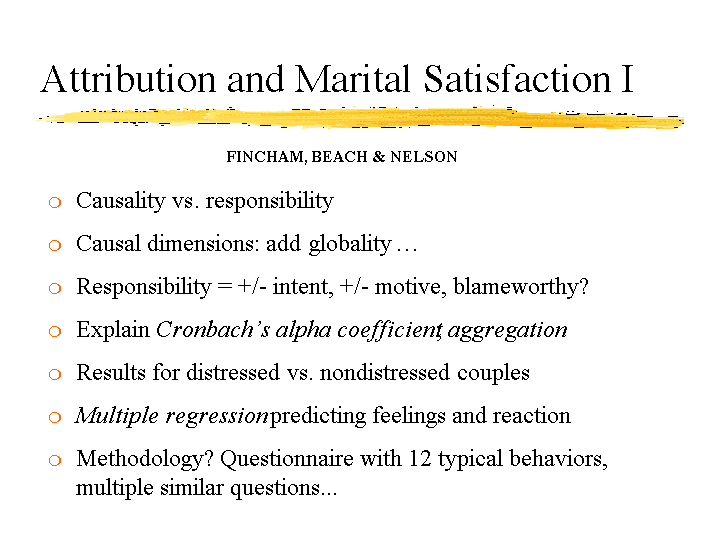 Attribution and Marital Satisfaction I
FINCHAM, BEACH & NELSON
Causality vs. responsibility
Causal dimensions: add globality …
Responsibility = +/- intent, +/- motive, blameworthy?
Explain Cronbach's alpha coefficient; aggregation
Results for distressed vs. nondistressed couples
Multiple regression predicting feelings and reaction
Methodology? Questionnaire with 12 typical behaviors,
multiple similar questions...